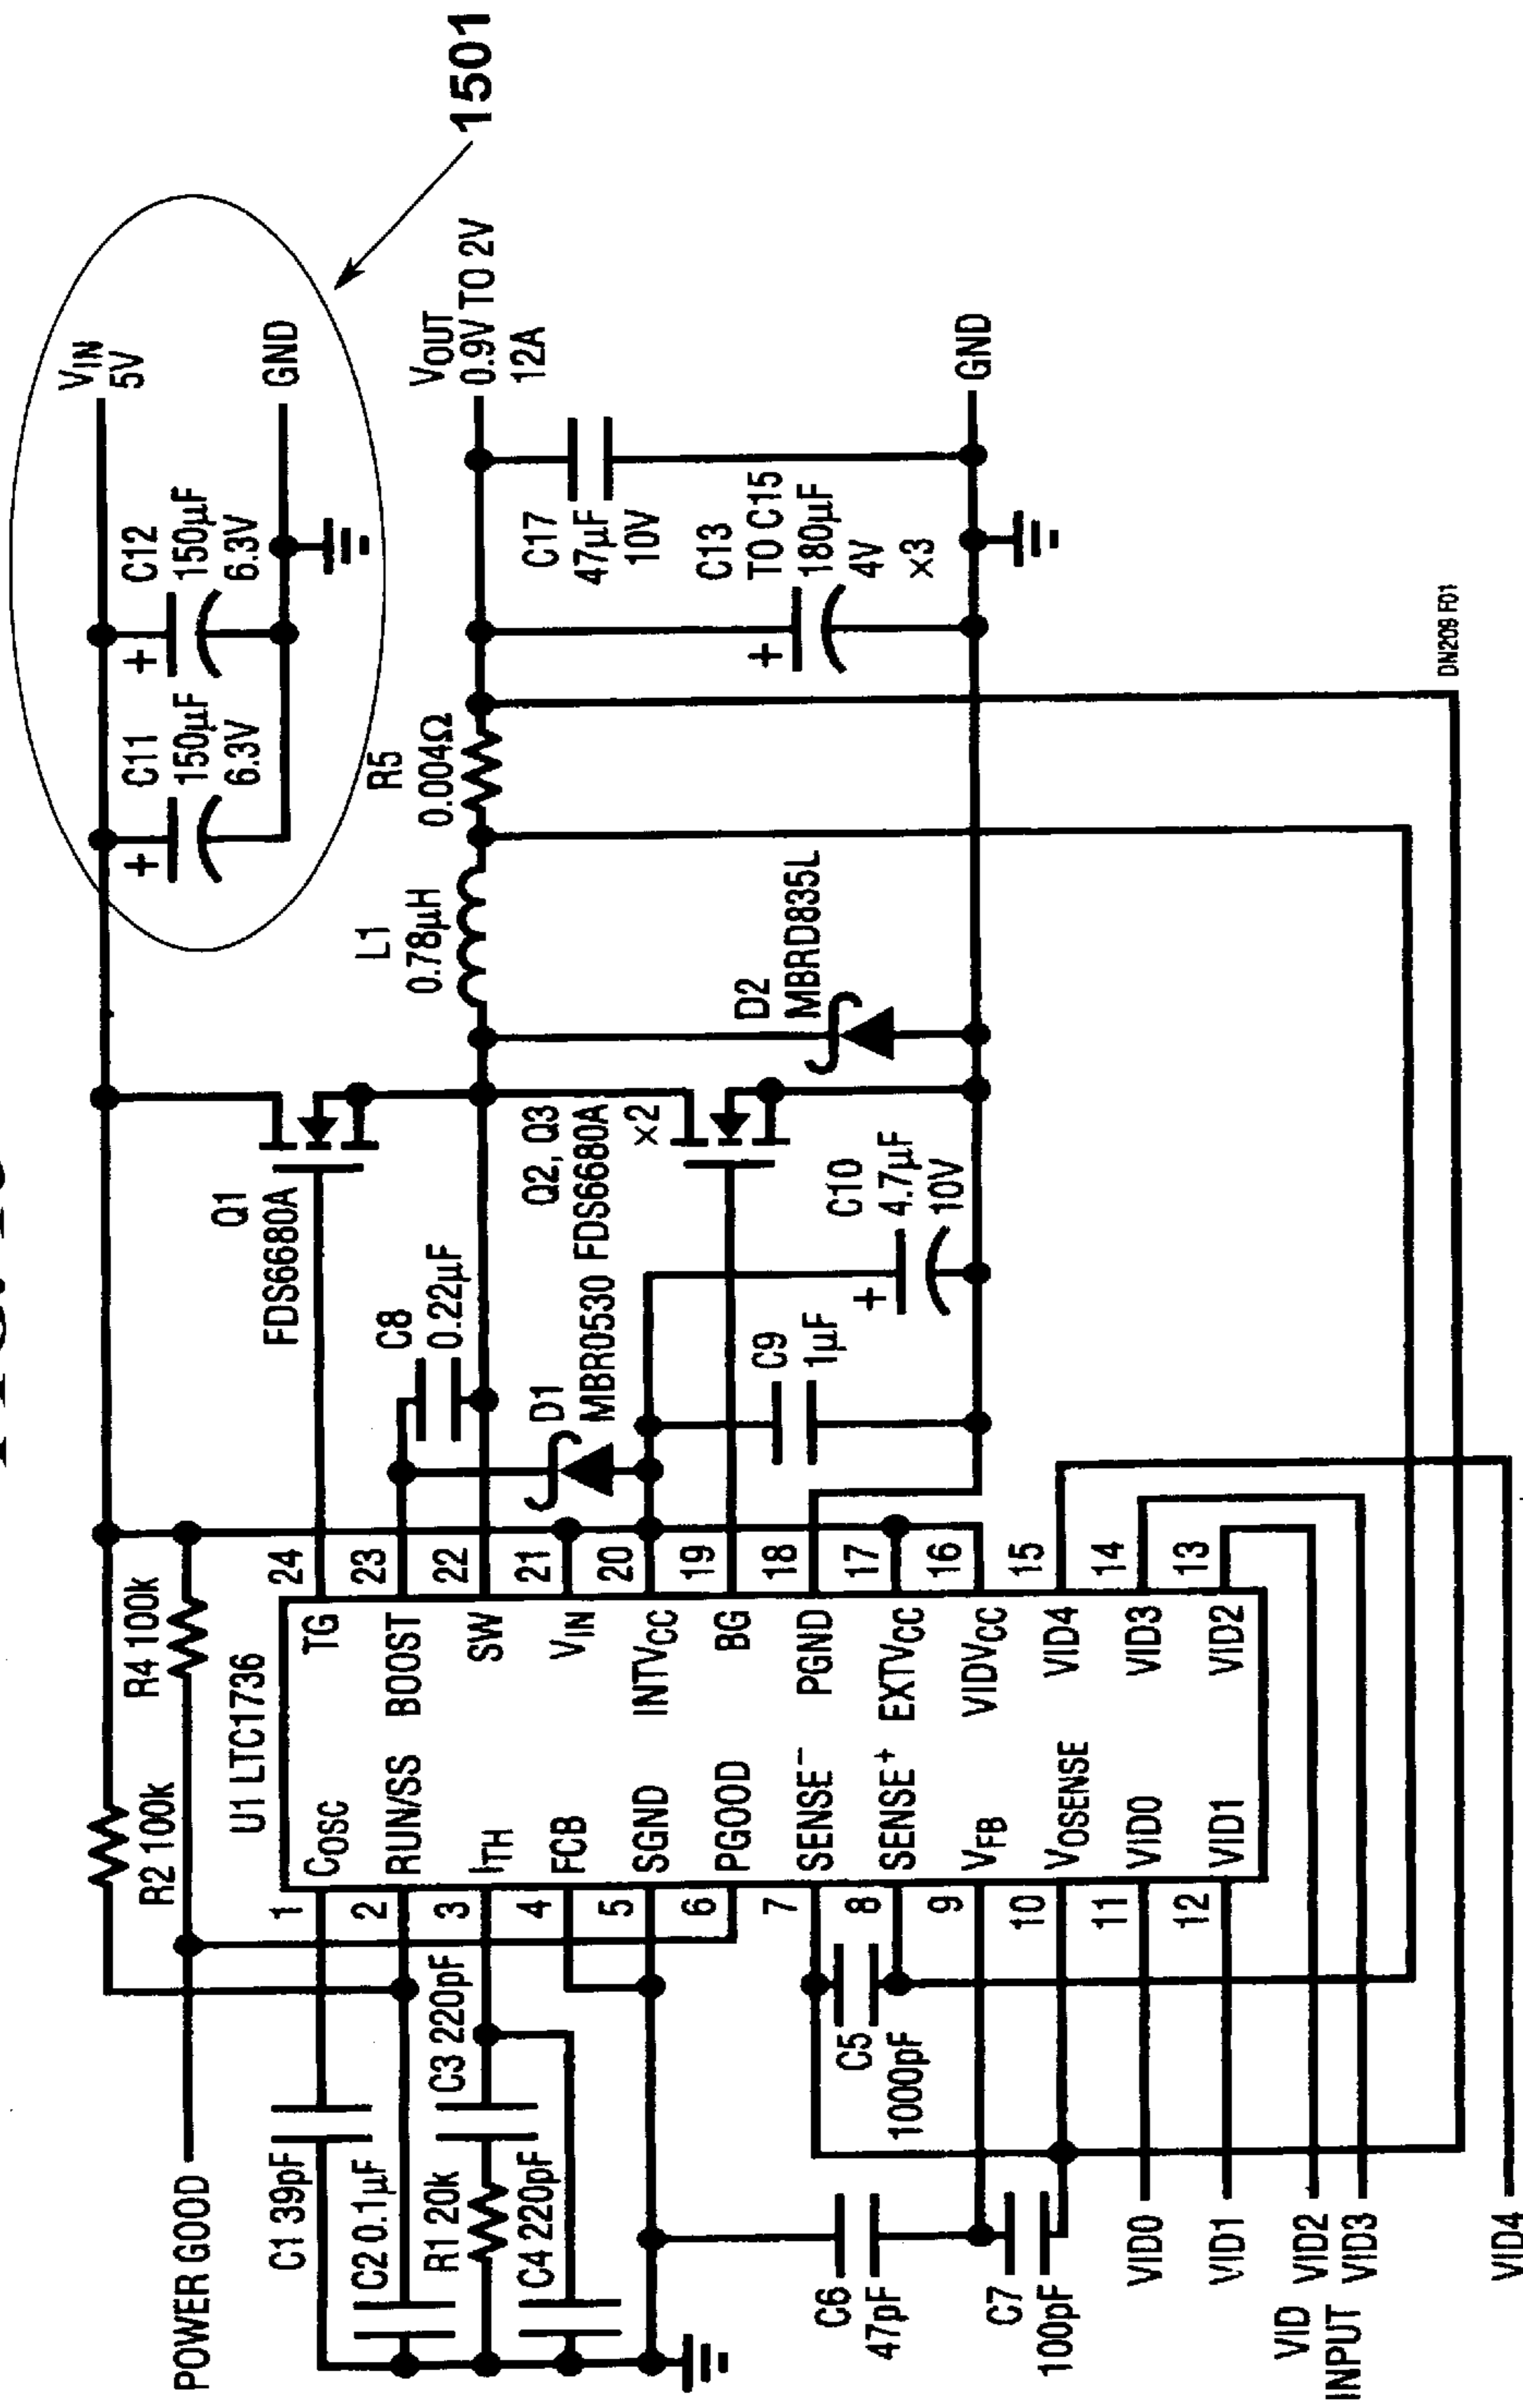 1501
VIN
5V
GND
C12
150µF
6.3V
C11
150µF
6.3V
VOUT
0.9V TO 2V
12A
GND
C17
47µF
10V
C13
TO C15
180µF
4V
×3
R5
0.004Ω
L1
0.78µH
D2
MBRD835L
Q1
FDS6680A
Q2, Q3
FDS6680A
×2
C8
0.22µF
D1
MBR0530
C9
1µF
C10
4.7µF
10V
R4 100k
R2 100k
U1 LTC1736
POWER GOOD
C1 39pF
C2 0.1µF
R1 20k
C3 220pF
C4 220pF
C5
1000pF
C6
47pF
C7
100pF
1 COSC
2 RUN/SS
3 ITH
4 FCB
5 SGND
6 PGOOD
7 SENSE−
8 SENSE+
9 VFB
10 VOSENSE
11 VID0
12 VID1
TG 24
BOOST 23
SW 22
VIN 21
INTVCC 20
BG 19
PGND 18
EXTVCC 17
VIDVCC 16
VID4 15
VID3 14
VID2 13
VID
INPUT
VID0
VID1
VID2
VID3
VID4
DN209 F01